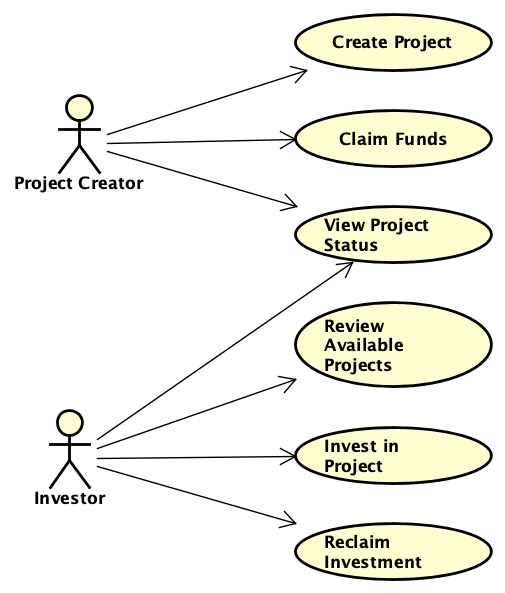 Create Project
Claim Funds
Project Creator
View Project
Status
Review
Available
Projects
Invest in
Project
Investor
Reclaim
Investment